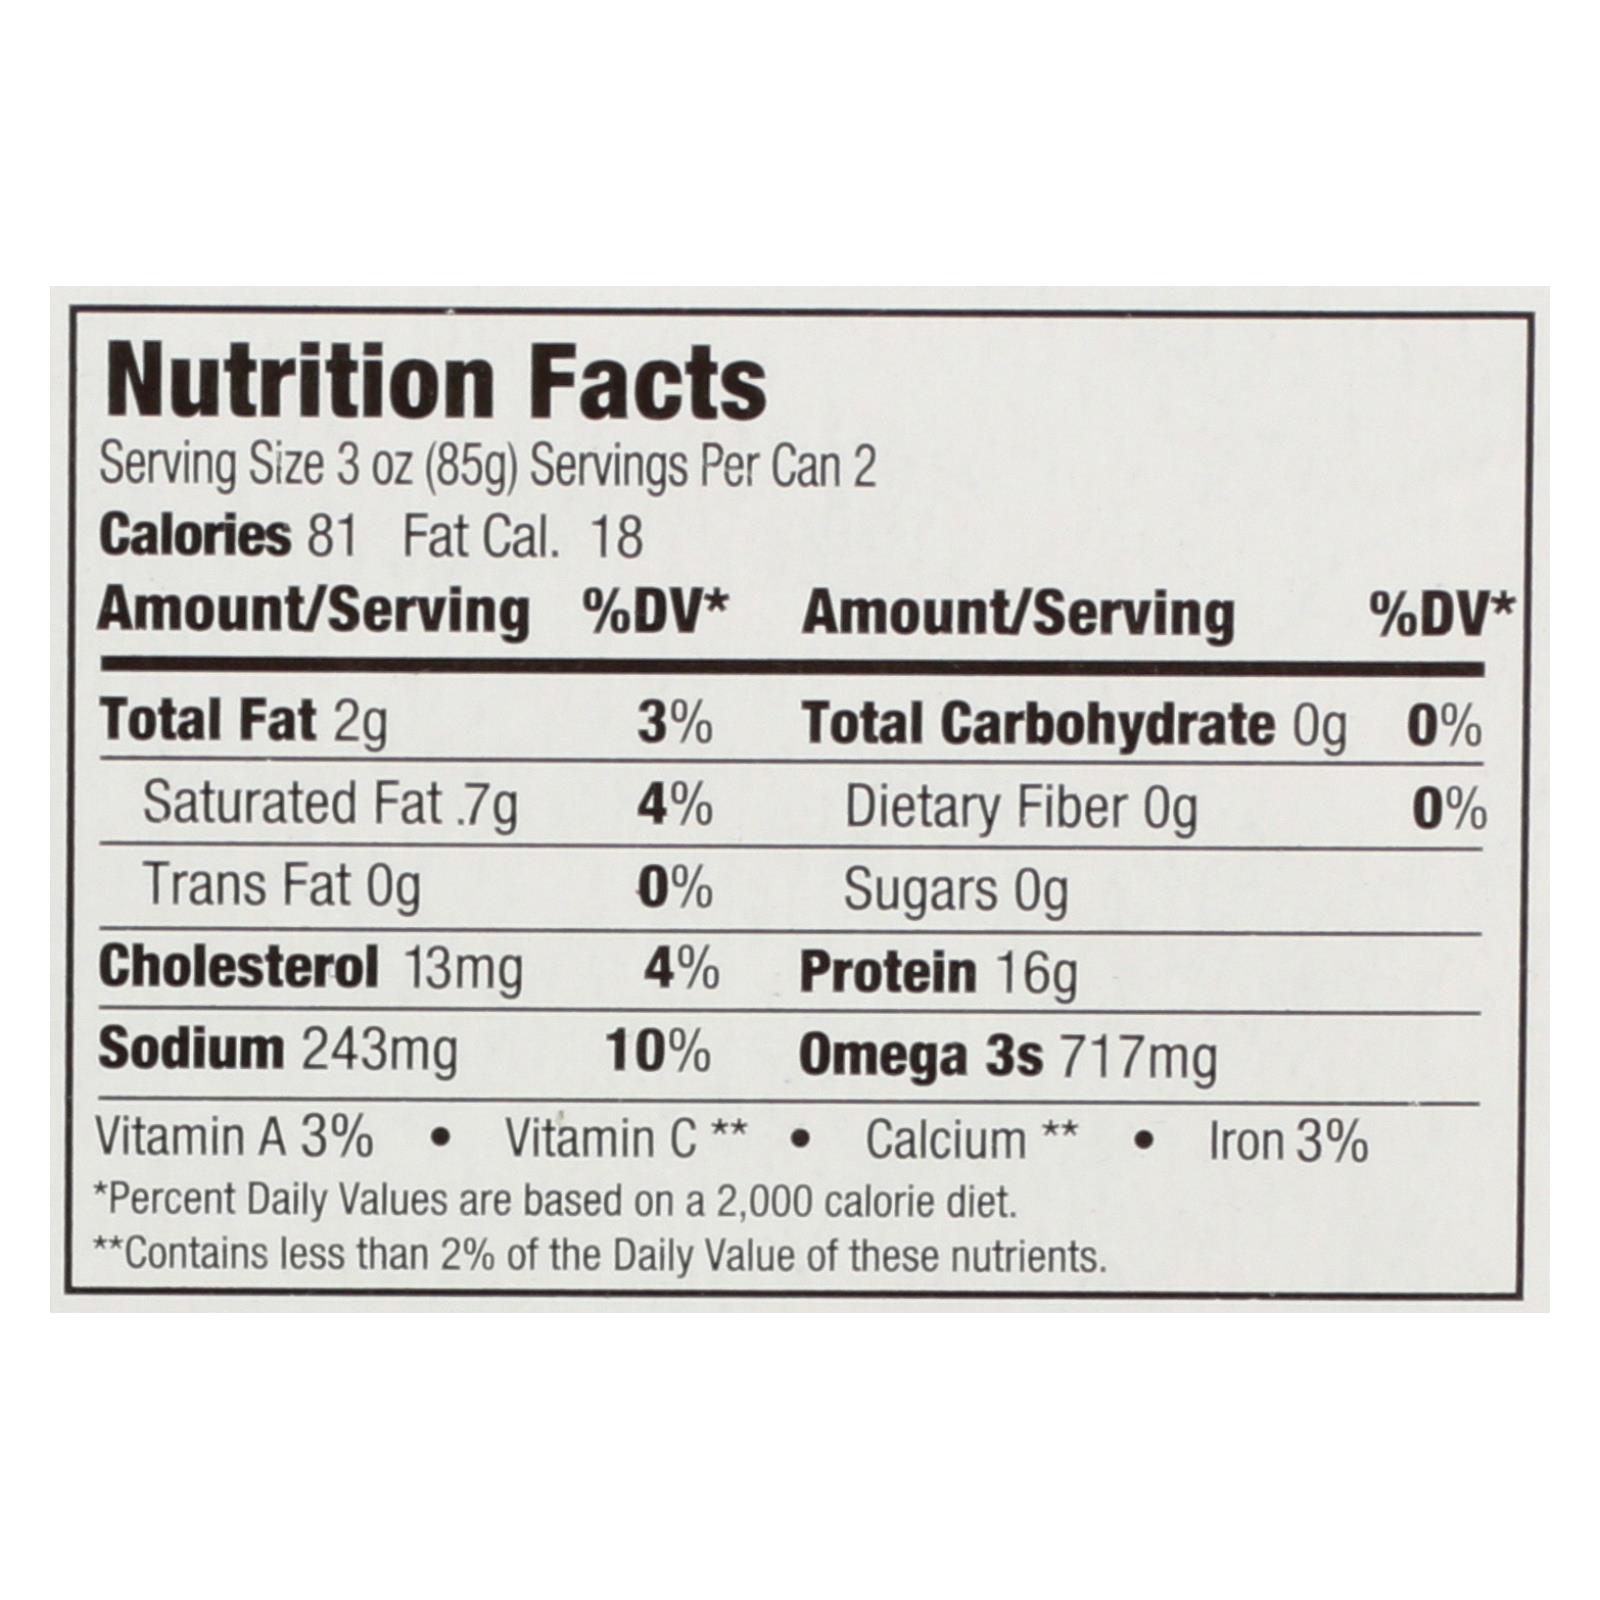 Nutrition Facts
Serving Size 3 oz (85g) Servings Per Can 2
Calories 81 Fat Cal. 18
Amount/Serving %DV* Amount/Serving %DV*
Total Fat 2g 3% Total Carbohydrate 0g 0%
Saturated Fat .7g 4% Dietary Fiber 0g 0%
Trans Fat 0g 0% Sugars 0g
Cholesterol 13mg 4% Protein 16g
Sodium 243mg 10% Omega 3s 717mg
Vitamin A 3% • Vitamin C ** • Calcium ** • Iron 3%
*Percent Daily Values are based on a 2,000 calorie diet.
**Contains less than 2% of the Daily Value of these nutrients.